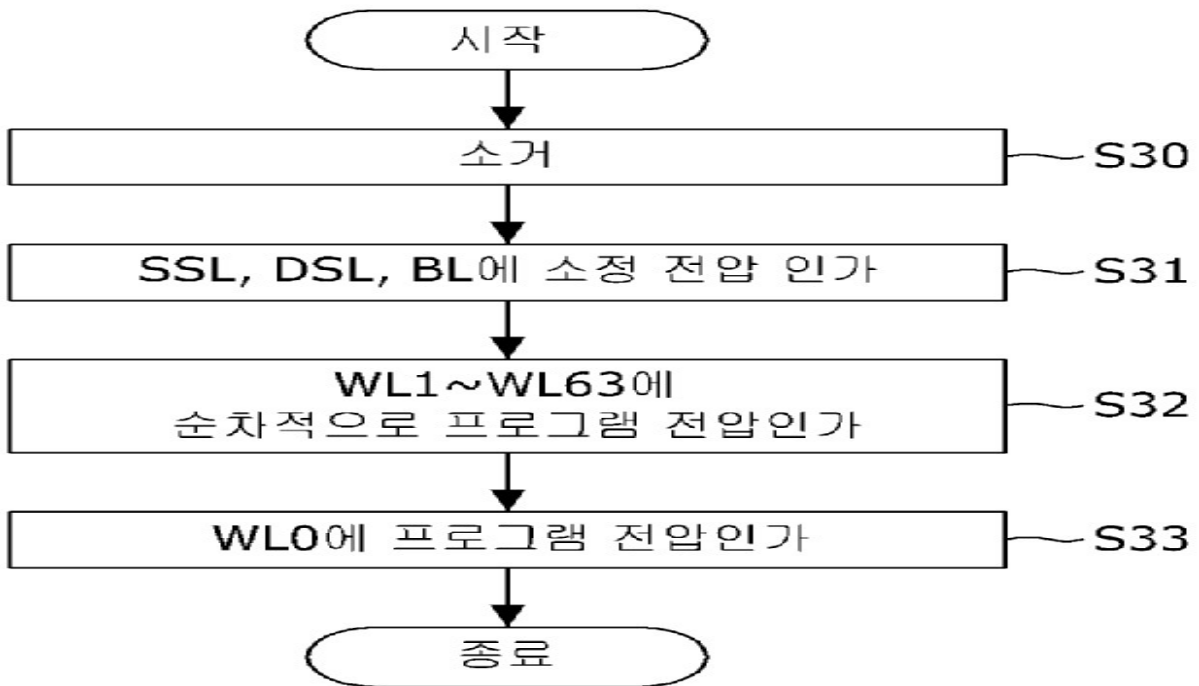 시작
소거
S30
SSL, DSL, BL에 소정 전압 인가
S31
WL1~WL63에
순차적으로 프로그램 전압인가
S32
WL0에 프로그램 전압인가
S33
종료